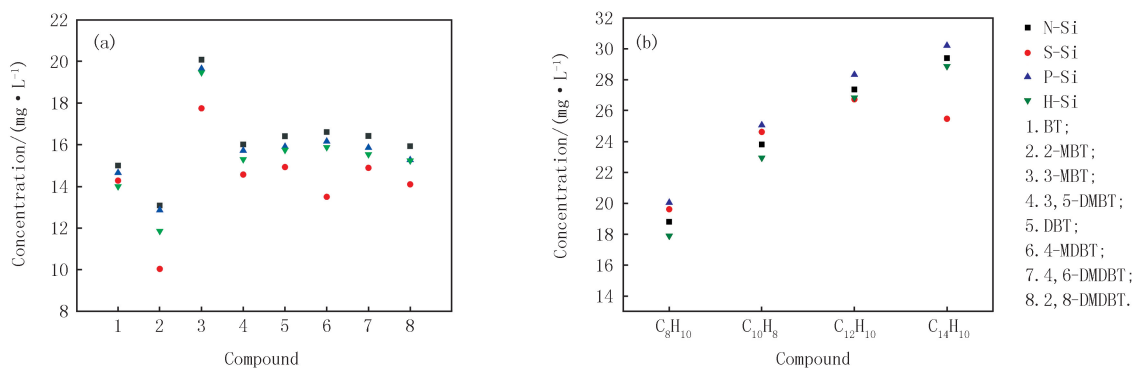 (a)
22
20
18
16
14
12
10
8
Concentration/(mg • L⁻¹)
1 2 3 4 5 6 7 8
Compound
(b)
32
30
28
26
24
22
20
18
16
14
Concentration/(mg • L⁻¹)
C₈H₁₀ C₁₀H₈ C₁₂H₁₀ C₁₄H₁₀
Compound
N-Si
S-Si
P-Si
H-Si
1.BT;
2.2-MBT;
3.3-MBT;
4.3,5-DMBT;
5.DBT;
6.4-MDBT;
7.4,6-DMDBT;
8.2,8-DMDBT.